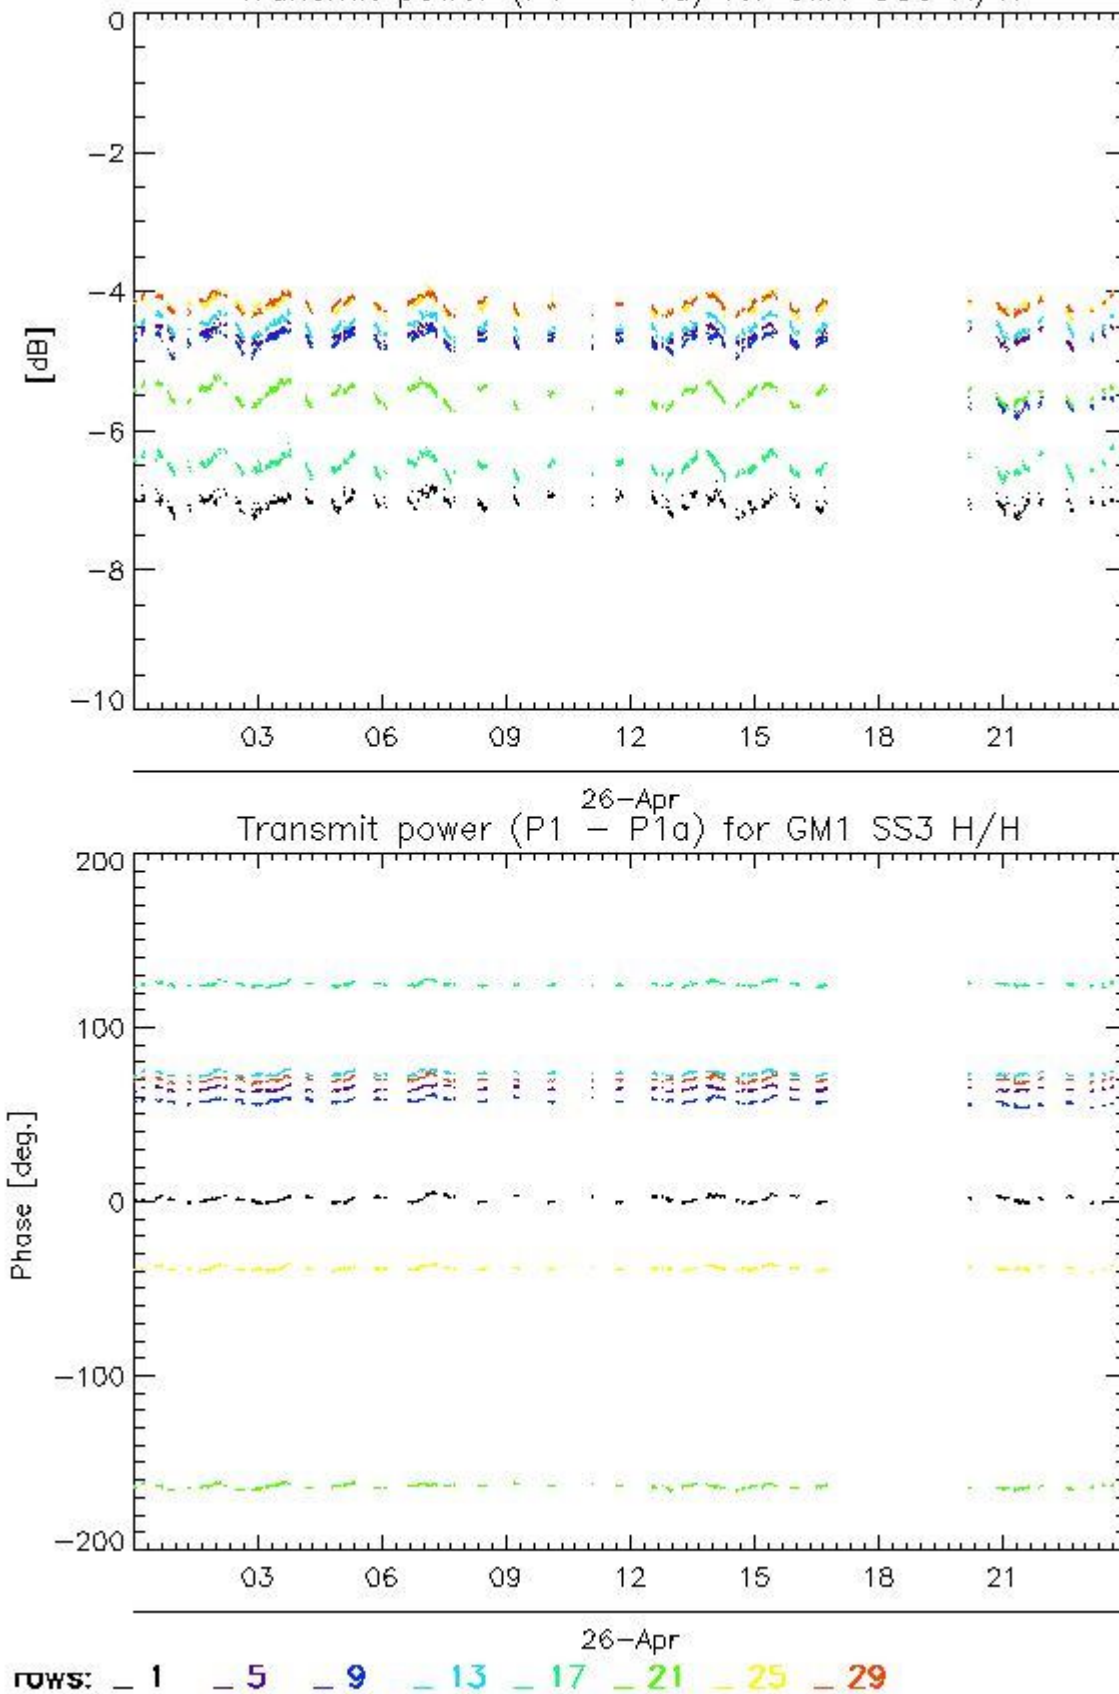 0
-2
-4
[dB]
-6
-8
-10
03 06 09 12 15 18 21
26-Apr
Transmit power (P1 - P1a) for GM1 SS3 H/H
200
100
Phase [deg.]
0
-100
-200
03 06 09 12 15 18 21
26-Apr
rows: _ 1 _ 5 _ 9 _ 13 _ 17 _ 21 _ 25 _ 29